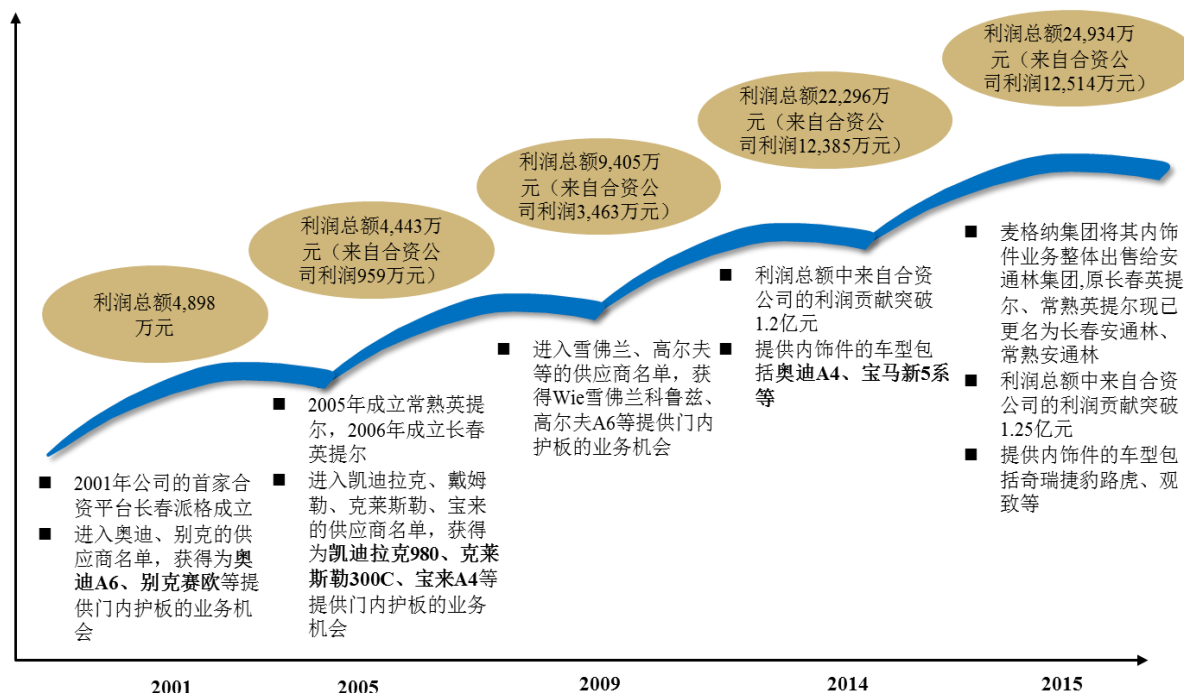 利润总额4,898
万元
■ 2001年公司的首家合
资平台长春派格成立
■ 进入奥迪、别克的供
应商名单，获得为奥
迪A6、别克赛欧等提
供门内护板的业务机
会
利润总额4,443万
元（来自合资公
司利润959万元）
■ 2005年成立常熟英提
尔，2006年成立长春
英提尔
■ 进入凯迪拉克、戴姆
勒、克莱斯勒、宝来
的供应商名单，获得
为凯迪拉克980、克莱
斯勒300C、宝来A4等
提供门内护板的业务
机会
利润总额9,405万
元（来自合资公
司利润3,463万元）
■ 进入雪佛兰、高尔夫
等的供应商名单，获
得Wie雪佛兰科鲁兹、
高尔夫A6等提供门内
护板的业务机会
利润总额22,296万
元（来自合资公
司利润12,385万元）
■ 利润总额中来自合资
公司的利润贡献突破
1.2亿元
■ 提供内饰件的车型包
括奥迪A4、宝马新5系
等
利润总额24,934万
元（来自合资公
司利润12,514万元）
■ 麦格纳集团将其内饰
件业务整体出售给安
通林集团,原长春英提
尔、常熟英提尔现已
更名为长春安通林、
常熟安通林
■ 利润总额中来自合资
公司的利润贡献突破
1.25亿元
■ 提供内饰件的车型包
括奇瑞捷豹路虎、观
致等
2001
2005
2009
2014
2015